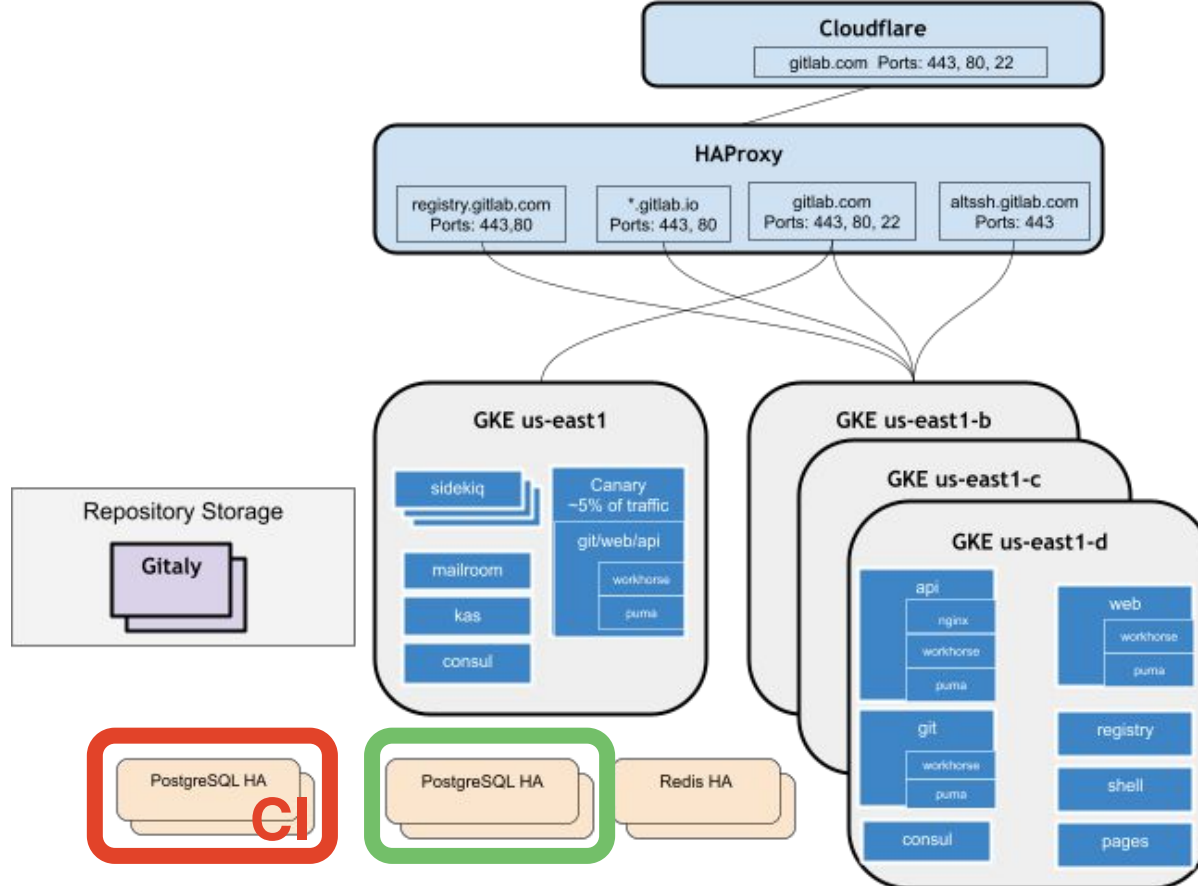 Cloudflare
gitlab.com Ports: 443, 80, 22
HAProxy
registry.gitlab.com
Ports: 443,80
*.gitlab.io
Ports: 443, 80
gitlab.com
Ports: 443, 80, 22
altssh.gitlab.com
Ports: 443
Repository Storage
Gitaly
GKE us-east1
sidekiq
mailroom
kas
consul
Canary
~5% of traffic
git/web/api
workhorse
puma
GKE us-east1-b
GKE us-east1-c
GKE us-east1-d
api
nginx
workhorse
puma
git
workhorse
puma
consul
web
workhorse
puma
registry
shell
pages
PostgreSQL HA
CI
PostgreSQL HA
Redis HA